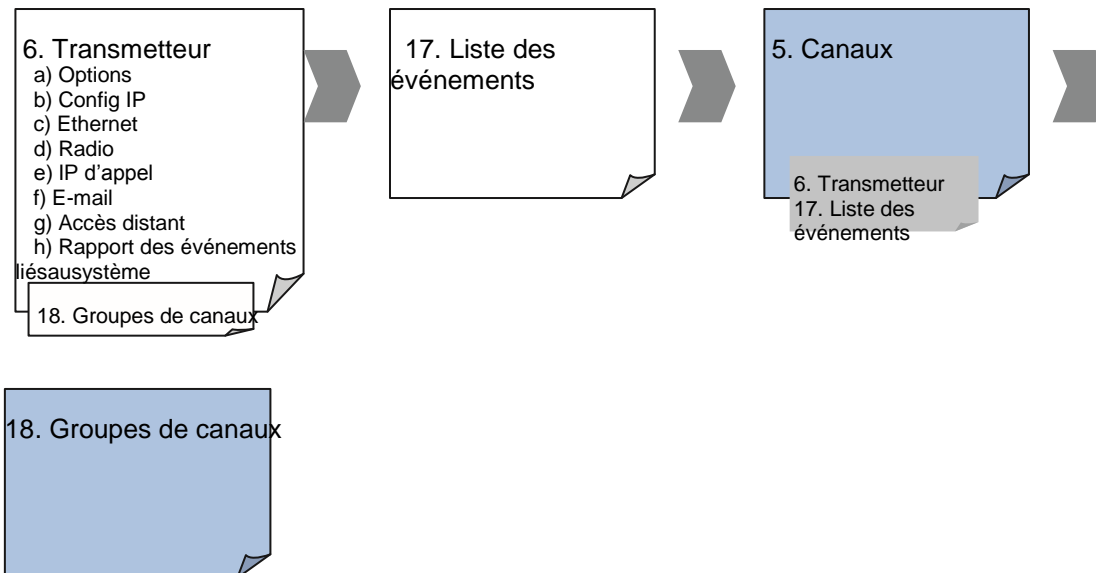 6. Transmetteur
a) Options
b) Config IP
c) Ethernet
d) Radio
e) IP d'appel
f) E-mail
g) Accès distant
h) Rapport des événements
liésausystème
18. Groupes de canaux
17. Liste des
événements
5. Canaux
6. Transmetteur
17. Liste des
événements
18. Groupes de canaux